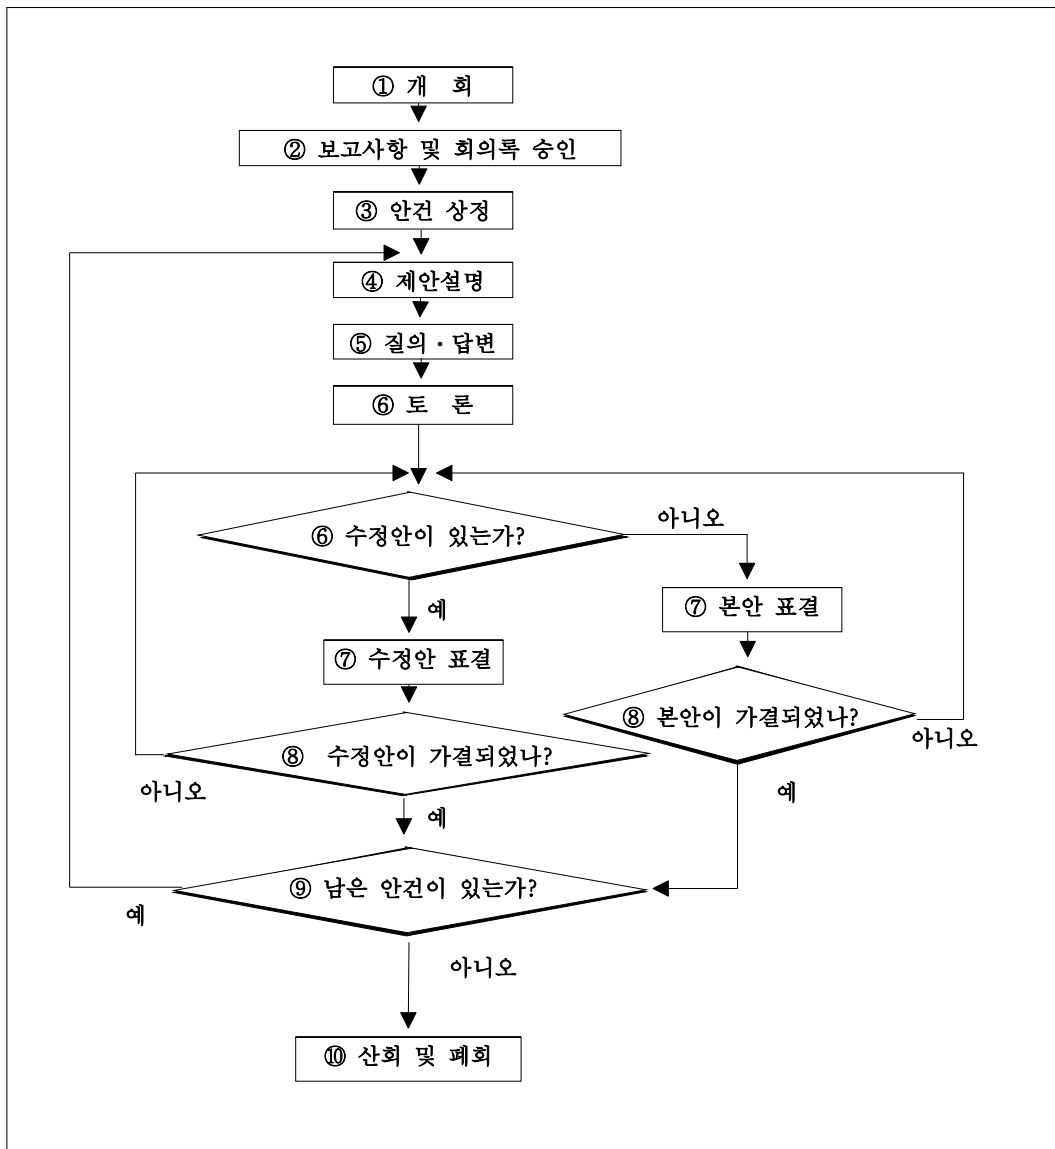 ① 개 회
② 보고사항 및 회의록 승인
③ 안건 상정
④ 제안설명
⑤ 질의·답변
⑥ 토 론
⑥ 수정안이 있는가?
아니오
예
⑦ 본안 표결
⑦ 수정안 표결
⑧ 본안이 가결되었나?
아니오
⑧ 수정안이 가결되었나?
아니오
예
예
⑨ 남은 안건이 있는가?
예
아니오
⑩ 산회 및 폐회